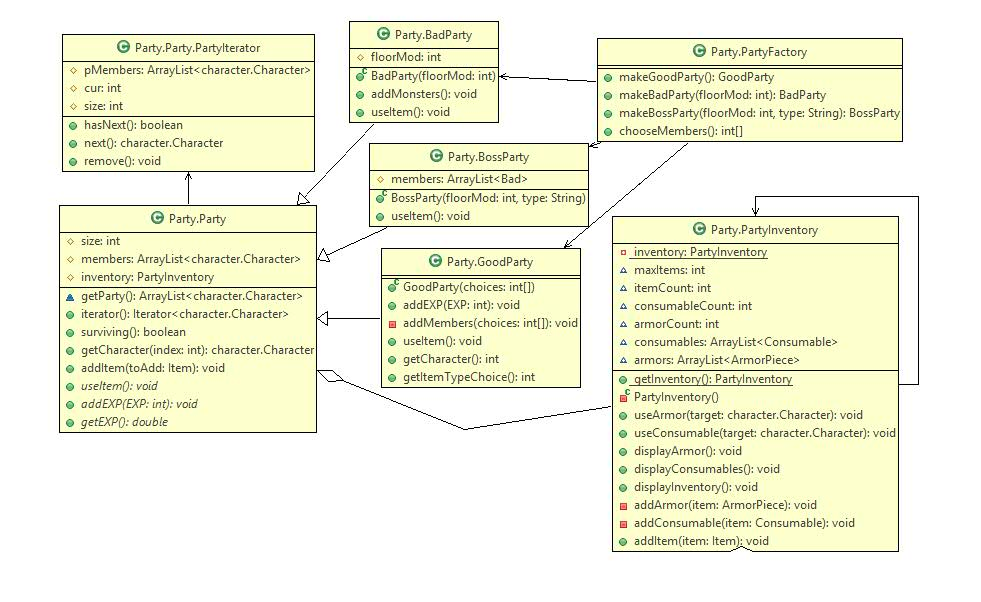 Party.Party.PartyIterator
pMembers: ArrayList<character.Character>
cur: int
size: int
hasNext(): boolean
next(): character.Character
remove(): void
Party.BadParty
floorMod: int
BadParty(floorMod: int)
addMonsters(): void
useItem(): void
Party.PartyFactory
makeGoodParty(): GoodParty
makeBadParty(floorMod: int): BadParty
makeBossParty(floorMod: int, type: String): BossParty
chooseMembers(): int[]
Party.BossParty
members: ArrayList<Bad>
BossParty(floorMod: int, type: String)
useItem(): void
Party.Party
size: int
members: ArrayList<character.Character>
inventory: PartyInventory
getParty(): ArrayList<character.Character>
iterator(): Iterator<character.Character>
surviving(): boolean
getCharacter(index: int): character.Character
addItem(toAdd: Item): void
useItem(): void
addEXP(EXP: int): void
getEXP(): double
Party.GoodParty
GoodParty(choices: int[])
addEXP(EXP: int): void
addMembers(choices: int[]): void
useItem(): void
getCharacter(): int
getItemTypeChoice(): int
Party.PartyInventory
inventory: PartyInventory
maxItems: int
itemCount: int
consumableCount: int
armorCount: int
consumables: ArrayList<Consumable>
armors: ArrayList<ArmorPiece>
getInventory(): PartyInventory
PartyInventory()
useArmor(target: character.Character): void
useConsumable(target: character.Character): void
displayArmor(): void
displayConsumables(): void
displayInventory(): void
addArmor(item: ArmorPiece): void
addConsumable(item: Consumable): void
addItem(item: Item): void